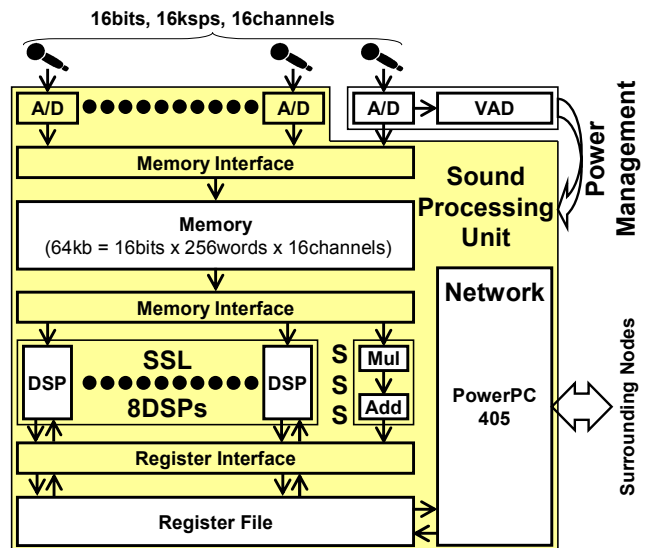 16bits, 16ksps, 16channels
A/D
A/D
A/D
VAD
Power
Management
Memory Interface
Sound
Processing
Unit
Memory
(64kb = 16bits x 256words x 16channels)
Memory Interface
Network
PowerPC
405
Surrounding Nodes
DSP
SSL
8DSPs
DSP
S
S
S
Mul
Add
Register Interface
Register File